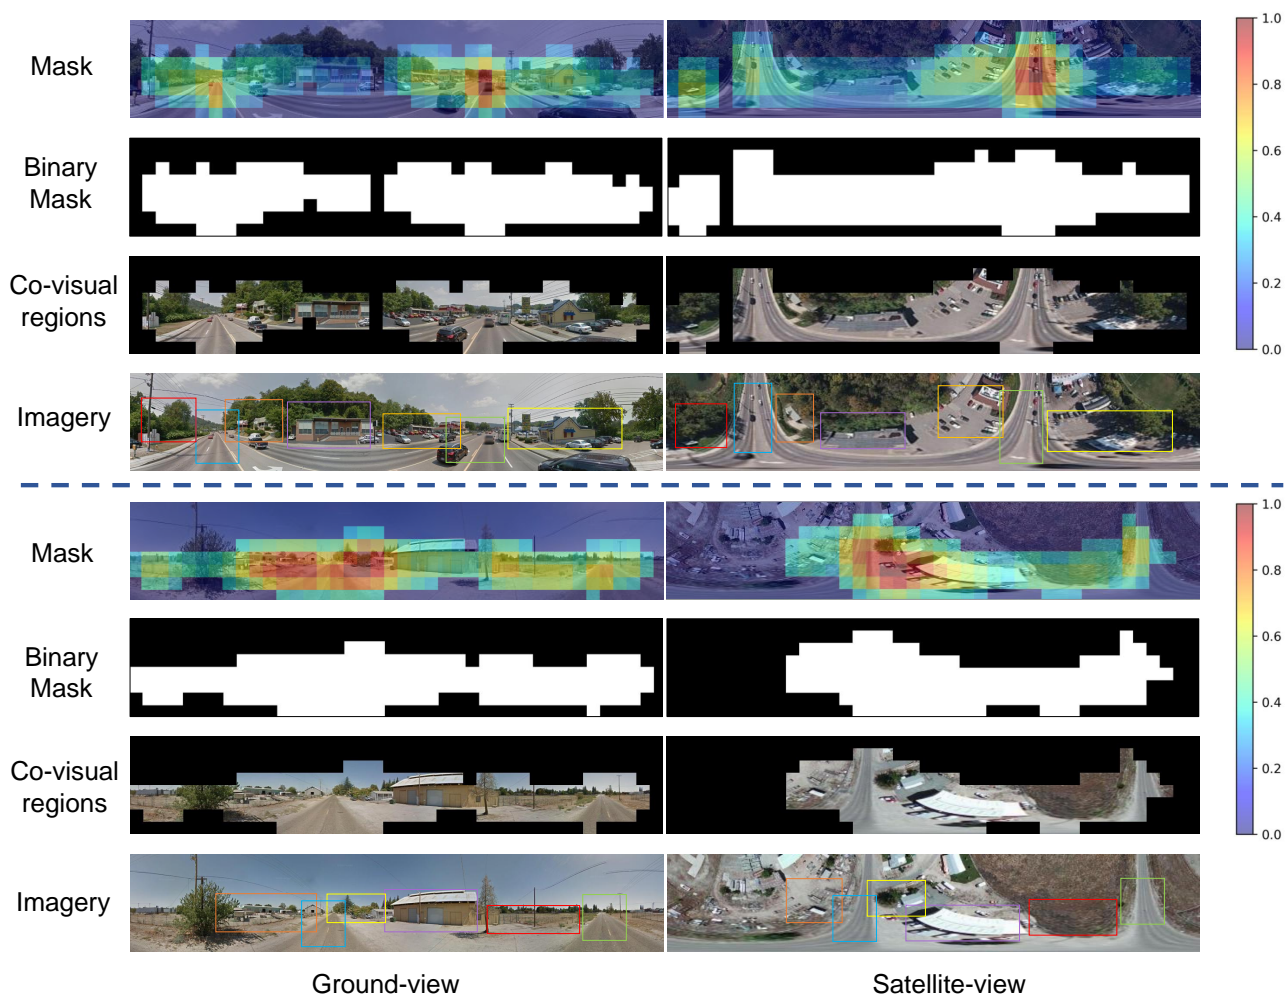 Mask
1.0
0.8
Binary
Mask
0.6
0.4
Co-visual
regions
0.2
0.0
Imagery
Mask
1.0
0.8
Binary
Mask
0.6
0.4
Co-visual
regions
0.2
0.0
Imagery
Ground-view
Satellite-view